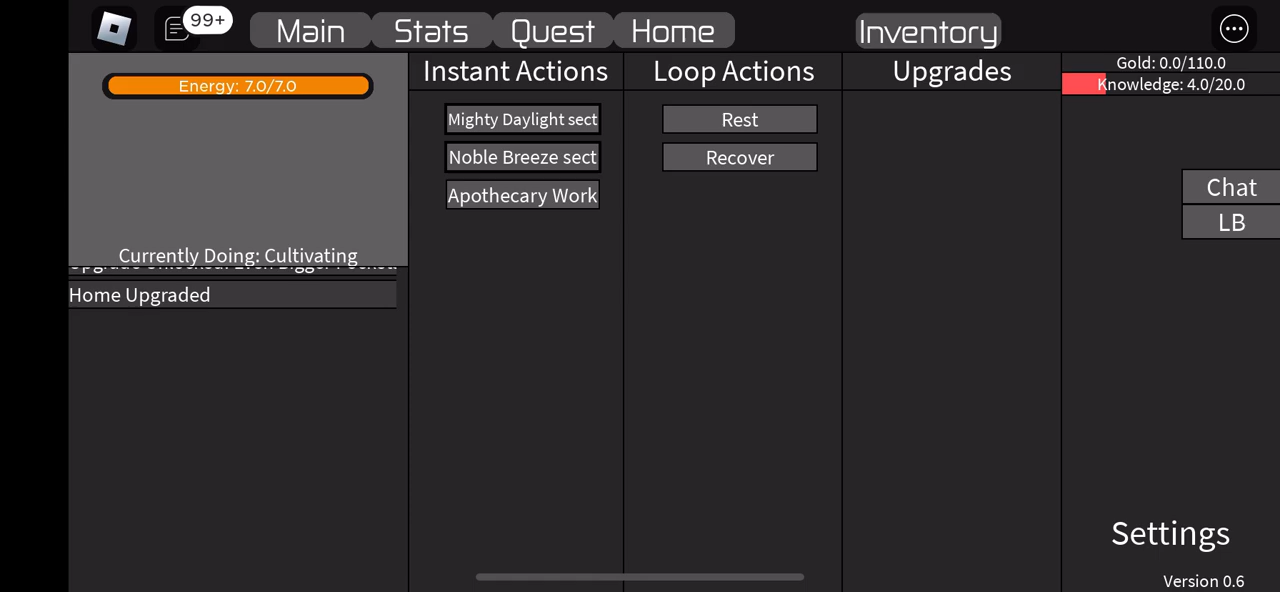 99+
Main
Stats
Quest
Home
Inventory
Energy: 7.0/7.0
Currently Doing: Cultivating
Home Upgraded
Instant Actions
Mighty Daylight sect
Noble Breeze sect
Apothecary Work
Loop Actions
Rest
Recover
Upgrades
Gold: 0.0/110.0
Knowledge: 4.0/20.0
Chat
LB
Settings
Version 0.6